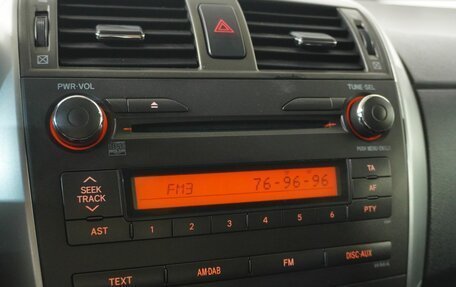 PWR·VOL
TUNE·SEL
SEEK
TRACK
FM3 76-96-96
TA
AF
AST 1 2 3 4 5 6 PTY
TEXT AM·DAB FM DISC·AUX